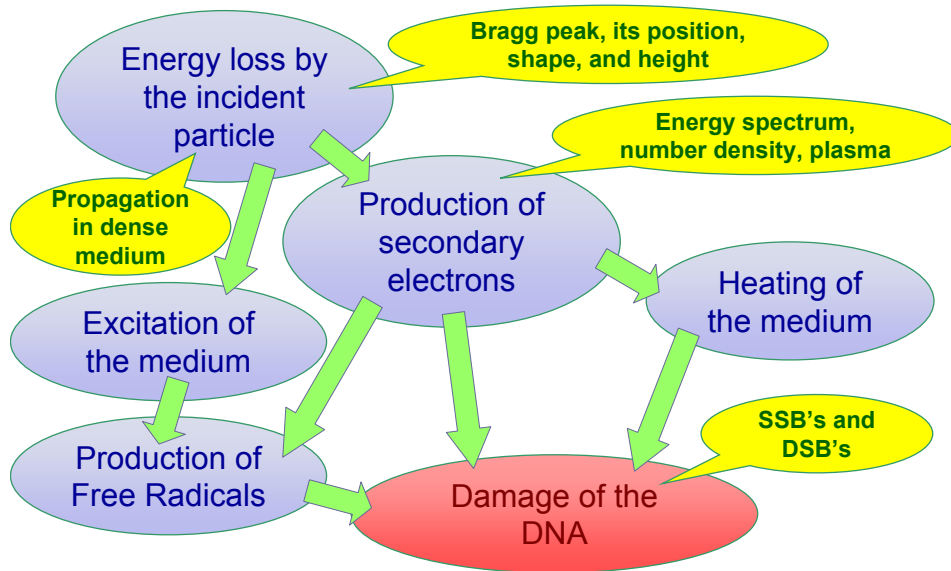 Energy loss by
the incident
particle
Bragg peak, its position,
shape, and height
Energy spectrum,
number density, plasma
Propagation
in dense
medium
Production of
secondary
electrons
Heating of
the medium
Excitation of
the medium
SSB’s and
DSB’s
Production of
Free Radicals
Damage of the
DNA